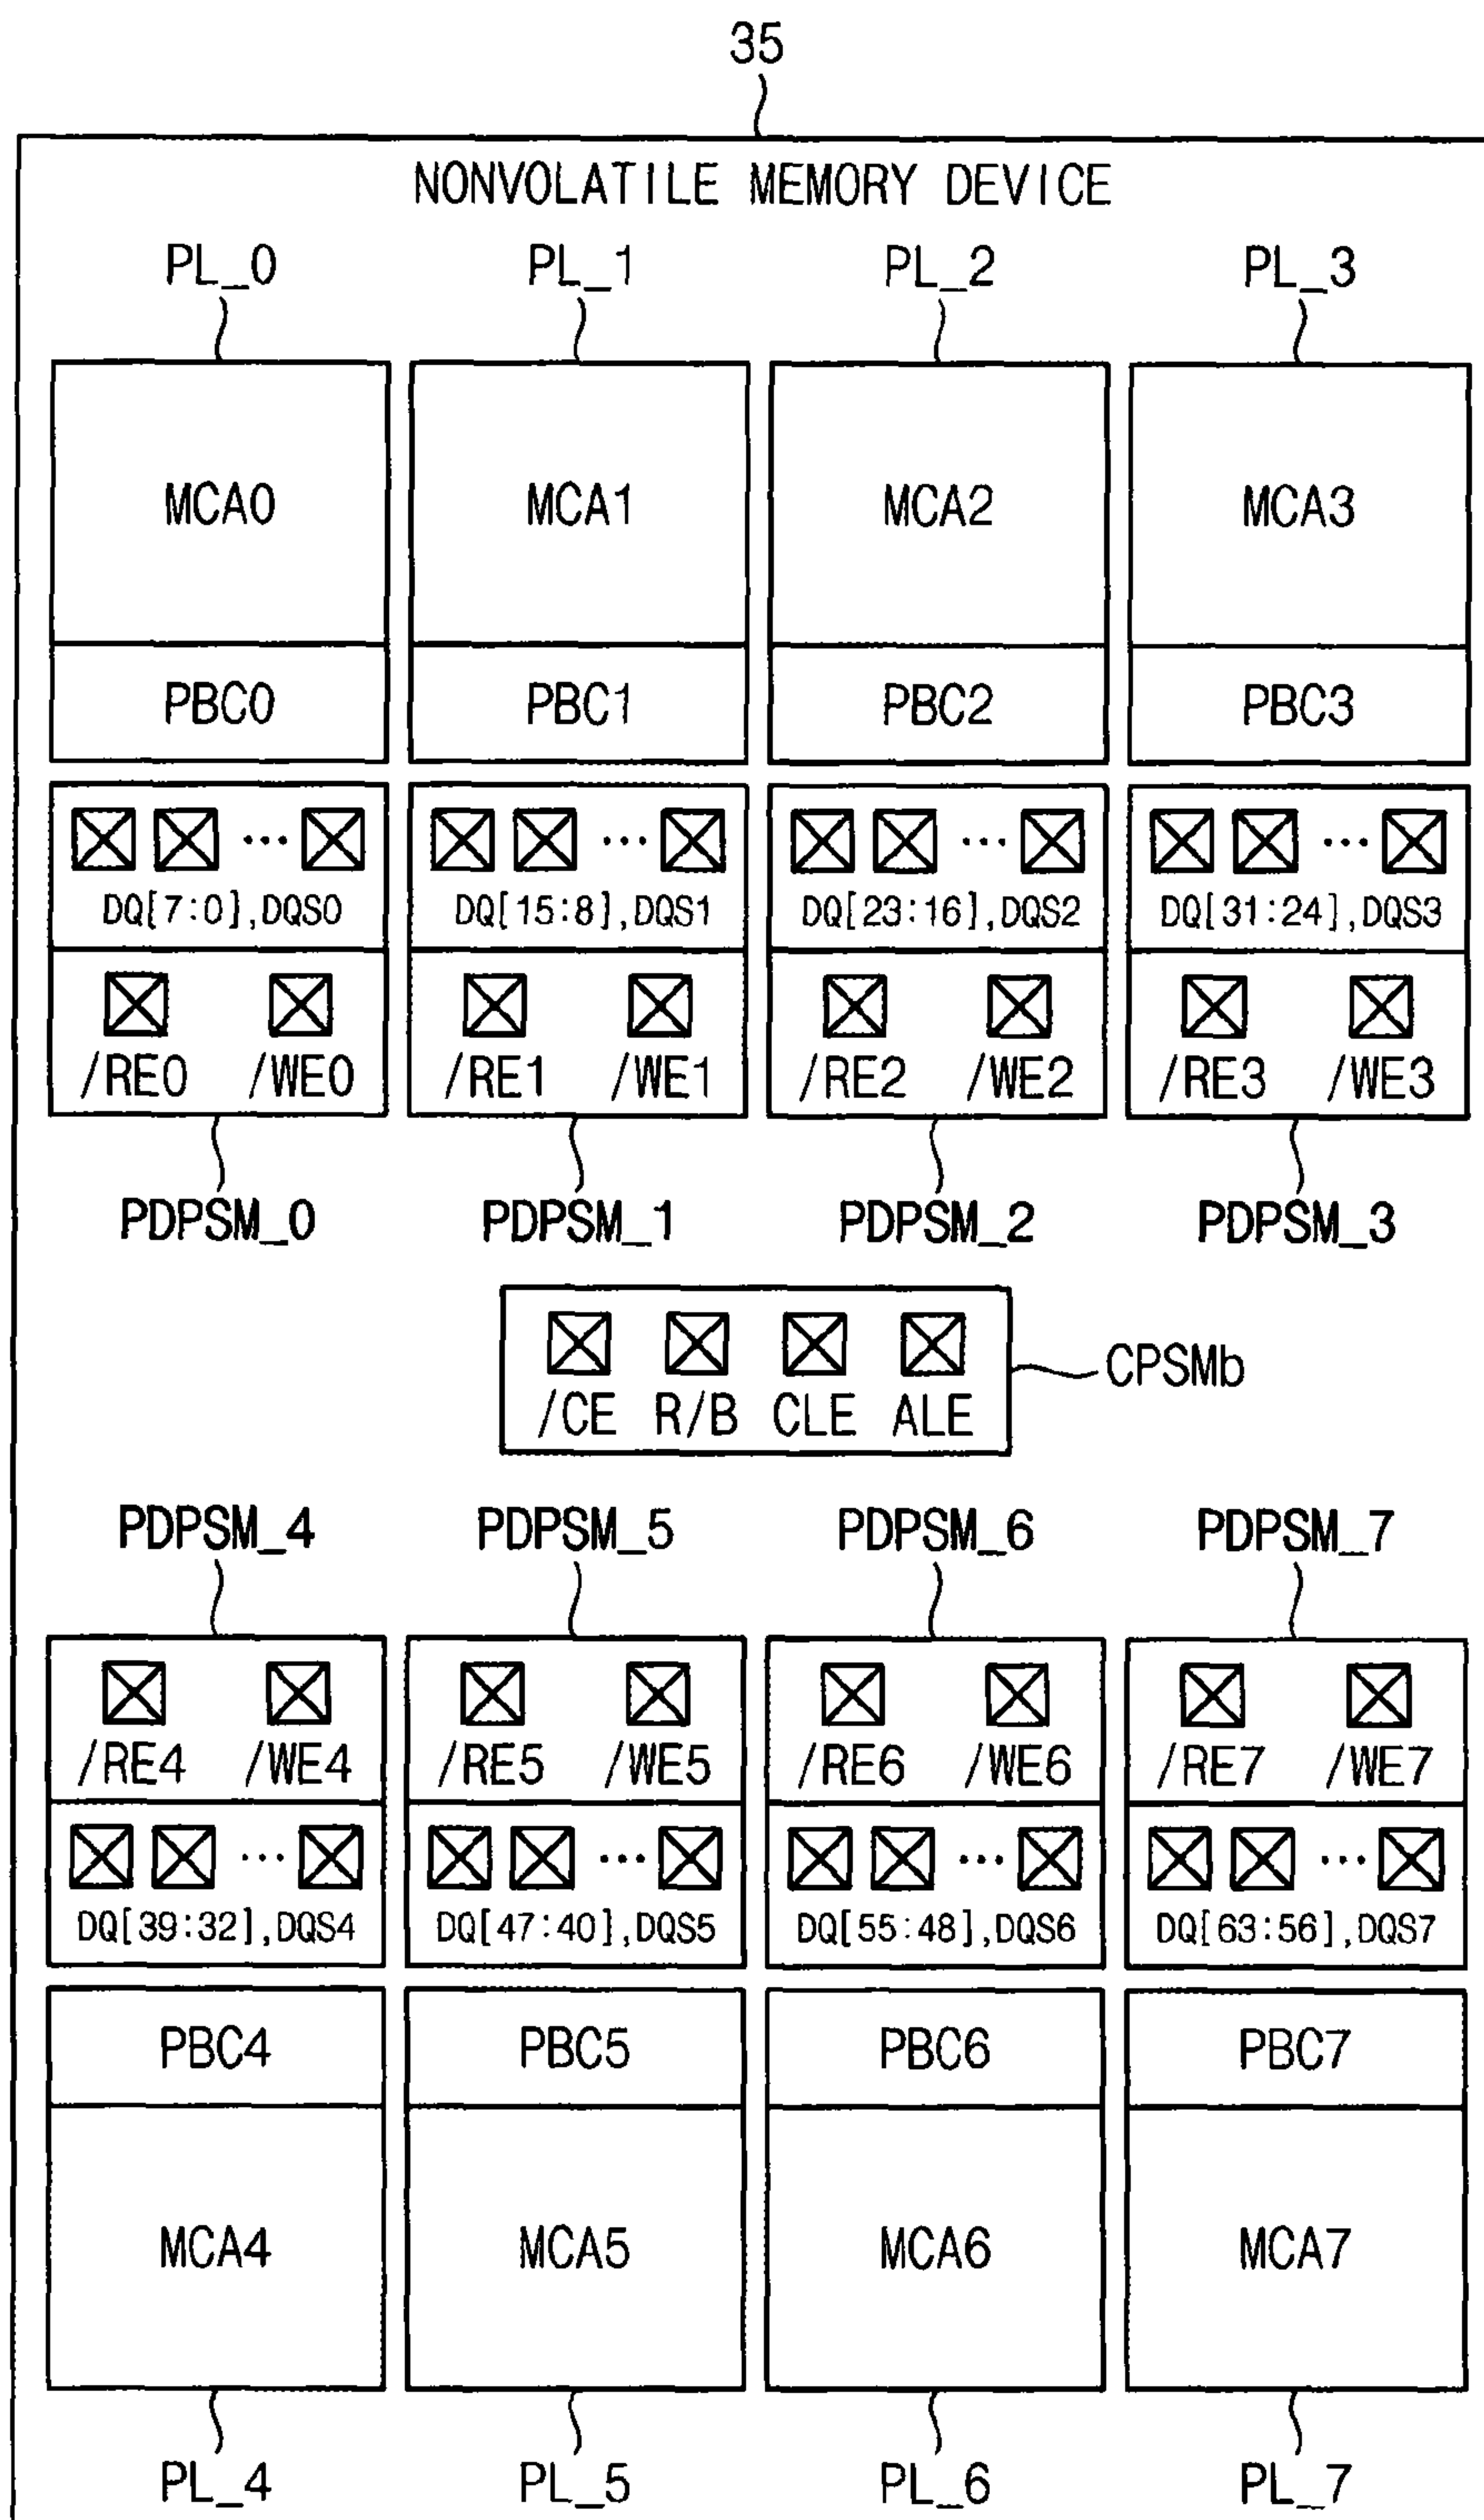 35
NONVOLATILE MEMORY DEVICE
PL_0 PL_1 PL_2 PL_3
MCA0 MCA1 MCA2 MCA3
PBC0 PBC1 PBC2 PBC3
... ... ... ...
DQ[7:0],DQS0 DQ[15:8],DQS1 DQ[23:16],DQS2 DQ[31:24],DQS3
/RE0 /WE0 /RE1 /WE1 /RE2 /WE2 /RE3 /WE3
PDPSM_0 PDPSM_1 PDPSM_2 PDPSM_3
CPSMb
/CE R/B CLE ALE
PDPSM_4 PDPSM_5 PDPSM_6 PDPSM_7
/RE4 /WE4 /RE5 /WE5 /RE6 /WE6 /RE7 /WE7
... ... ... ...
DQ[39:32],DQS4 DQ[47:40],DQS5 DQ[55:48],DQS6 DQ[63:56],DQS7
PBC4 PBC5 PBC6 PBC7
MCA4 MCA5 MCA6 MCA7
PL_4 PL_5 PL_6 PL_7